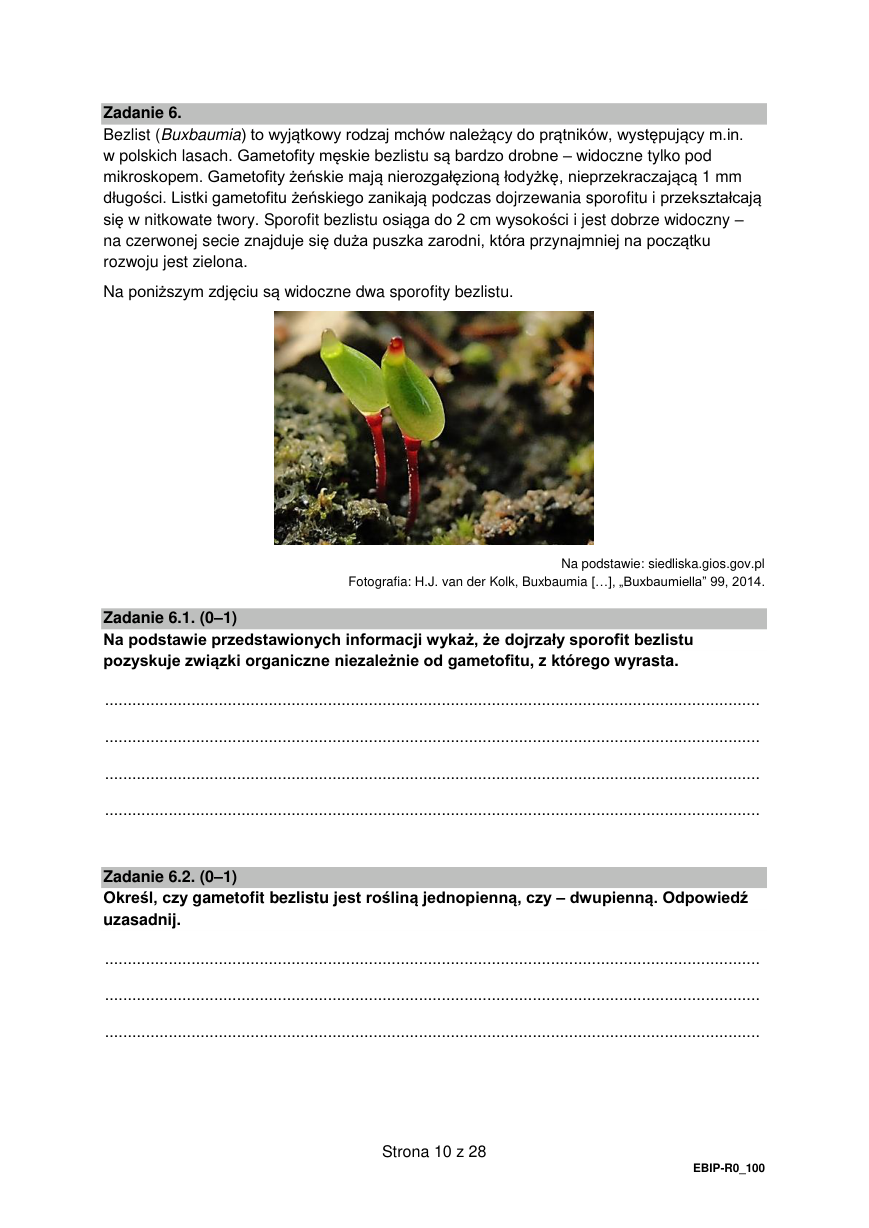 Zadanie 6.
Bezlist (Buxbaumia) to wyjątkowy rodzaj mchów należący do prątników, występujący m.in.
w polskich lasach. Gametofity męskie bezlistu są bardzo drobne – widoczne tylko pod
mikroskopem. Gametofity żeńskie mają nierozgałęzioną łodyżkę, nieprzekraczającą 1 mm
długości. Listki gametofitu żeńskiego zanikają podczas dojrzewania sporofitu i przekształcają
się w nitkowate twory. Sporofit bezlistu osiąga do 2 cm wysokości i jest dobrze widoczny –
na czerwonej secie znajduje się duża puszka zarodni, która przynajmniej na początku
rozwoju jest zielona.
Na poniższym zdjęciu są widoczne dwa sporofity bezlistu.
Na podstawie: siedliska.gios.gov.pl
Fotografia: H.J. van der Kolk, Buxbaumia […], „Buxbaumiella” 99, 2014.
Zadanie 6.1. (0–1)
Na podstawie przedstawionych informacji wykaż, że dojrzały sporofit bezlistu
pozyskuje związki organiczne niezależnie od gametofitu, z którego wyrasta.
Zadanie 6.2. (0–1)
Określ, czy gametofit bezlistu jest rośliną jednopienną, czy – dwupienną. Odpowiedź
uzasadnij.
Strona 10 z 28
EBIP-R0_100